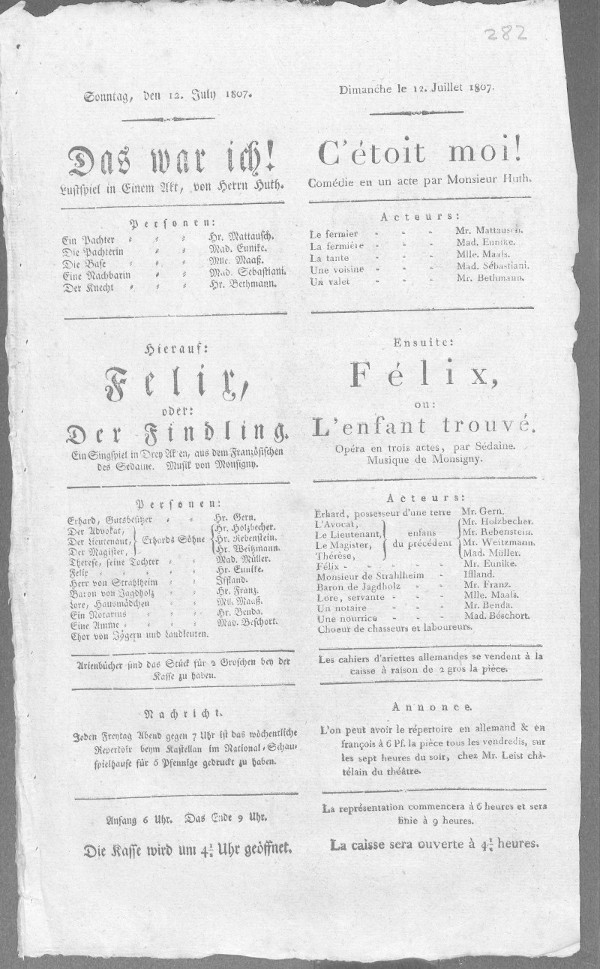 282
Sonntag, den 12. July 1807.
Das war ich!
Lustspiel in Einem Akt, von Herrn Huth.
Personen:
Ein Pachter - - - Hr. Mattausch.
Die Pachterin - - Mad. Eunike.
Die Base - - - Mlle. Maaß.
Eine Nachbarin - - Mad. Sebastiani.
Der Knecht - - - Hr. Bethmann.
Hierauf:
Felix,
oder:
Der Findling.
Ein Singspiel in Drey Akten, aus dem Französischen
des Sedaine. Musik von Monsigny.
Personen:
Erhard, Gutsbesitzer - - Hr. Gern.
Der Advokat, Hr. Holzbecher.
Der Lieutenant, Erhards Söhne Hr. Rebenstein.
Der Magister, Hr. Weitzmann.
Therese, seine Tochter - - Mad. Müller.
Felix - - - Hr. Eunike.
Herr von Strahlheim - - Iffland.
Baron von Jagdholz - - Hr. Franz.
Lore, Hausmädchen - - Mlle. Maaß.
Ein Notarius - - Hr. Benda.
Eine Amme - - - Mad. Beschort.
Chor von Jägern und Landleuten.
Arienbücher sind das Stück für 2 Groschen bey der
Kasse zu haben.
Nachricht.
Jeden Freytag Abend gegen 7 Uhr ist das wöchentliche
Repertoir beym Kastellan im National-Schau-
spielhause für 6 Pfennige gedruckt zu haben.
Anfang 6 Uhr. Das Ende 9 Uhr.
Die Kasse wird um 4½ Uhr geöffnet.
Dimanche le 12. Juillet 1807.
C'étoit moi!
Comédie en un acte par Monsieur Huth.
Acteurs:
Le fermier - - - Mr. Mattausch.
La fermière - - - Mad. Eunike.
La tante - - - Mlle. Maaſs.
Une voisine - - - Mad. Sébastiani.
Un valet - - - Mr. Bethmann.
Ensuite:
Félix,
ou:
L'enfant trouvé.
Opéra en trois actes, par Sédaine.
Musique de Monsigny.
Acteurs:
Erhard, possesseur d'une terre Mr. Gern.
L'Avocat, Mr. Holzbecher.
Le Lieutenant, enfans Mr. Rebenstein.
Le Magister, du précédent Mr. Weitzmann.
Thérèse, Mad. Müller.
Félix - - - - Mr. Eunike.
Monsieur de Strahlheim - Iffland.
Baron de Jagdholz - - Mr. Franz.
Lore, servante - - - Mlle. Maaſs.
Un notaire - - - Mr. Benda.
Une nourrice - - - Mad. Böschort.
Choeur de chasseurs et laboureurs.
Les cahiers d'ariettes allemandes se vendent à la
caisse à raison de 2 gros la pièce.
Annonce.
L'on peut avoir le répertoire en allemand & en
français à 6 Pf. la pièce tous les vendredis, sur
les sept heures du soir, chez Mr. Leist châ-
télain du théâtre.
La représentation commencera à 6 heures et sera
finie à 9 heures.
La caisse sera ouverte à 4½ heures.